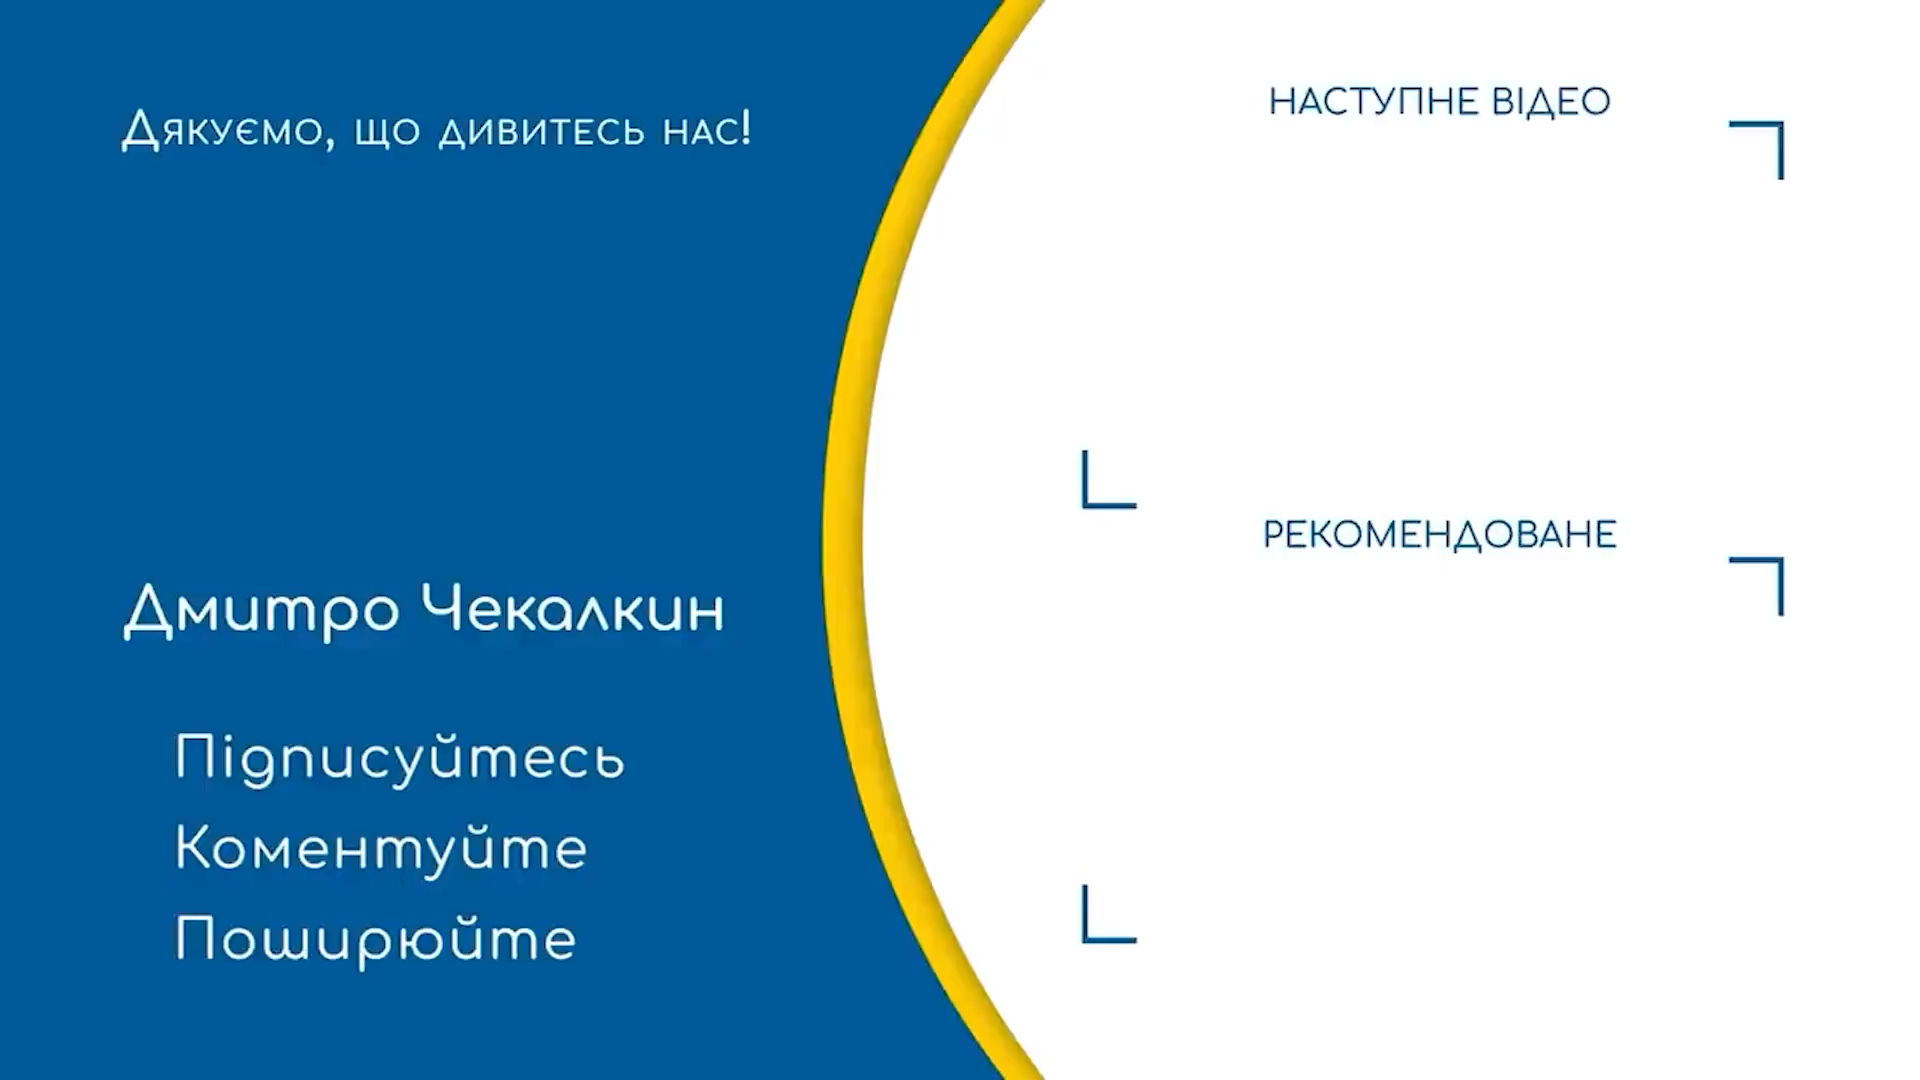 Дякуємо, що дивитесь нас!
Дмитро Чекалкин
Підписуйтесь
Коментуйте
Поширюйте
НАСТУПНЕ ВІДЕО
РЕКОМЕНДОВАНЕ